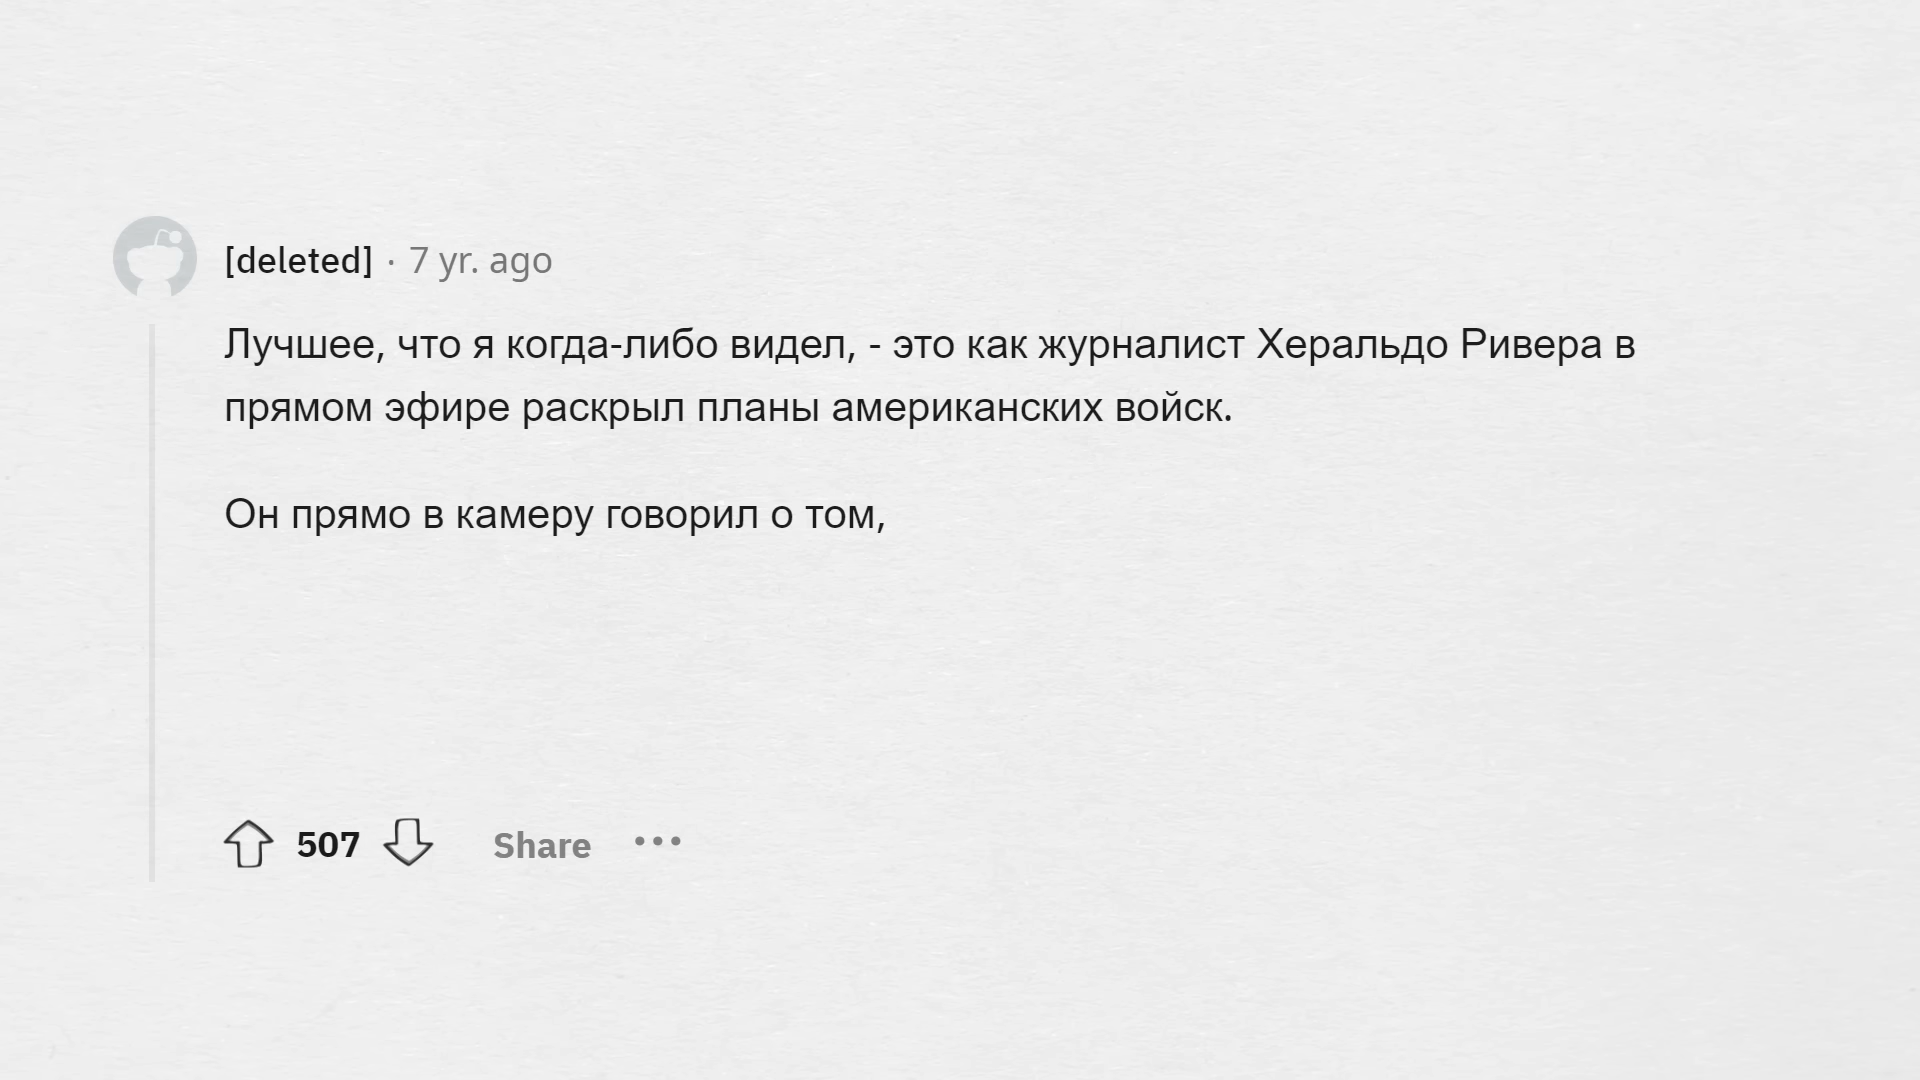 [deleted] · 7 yr. ago
Лучшее, что я когда-либо видел, - это как журналист Херальдо Ривера в
прямом эфире раскрыл планы американских войск.
Он прямо в камеру говорил о том,
507 Share •••